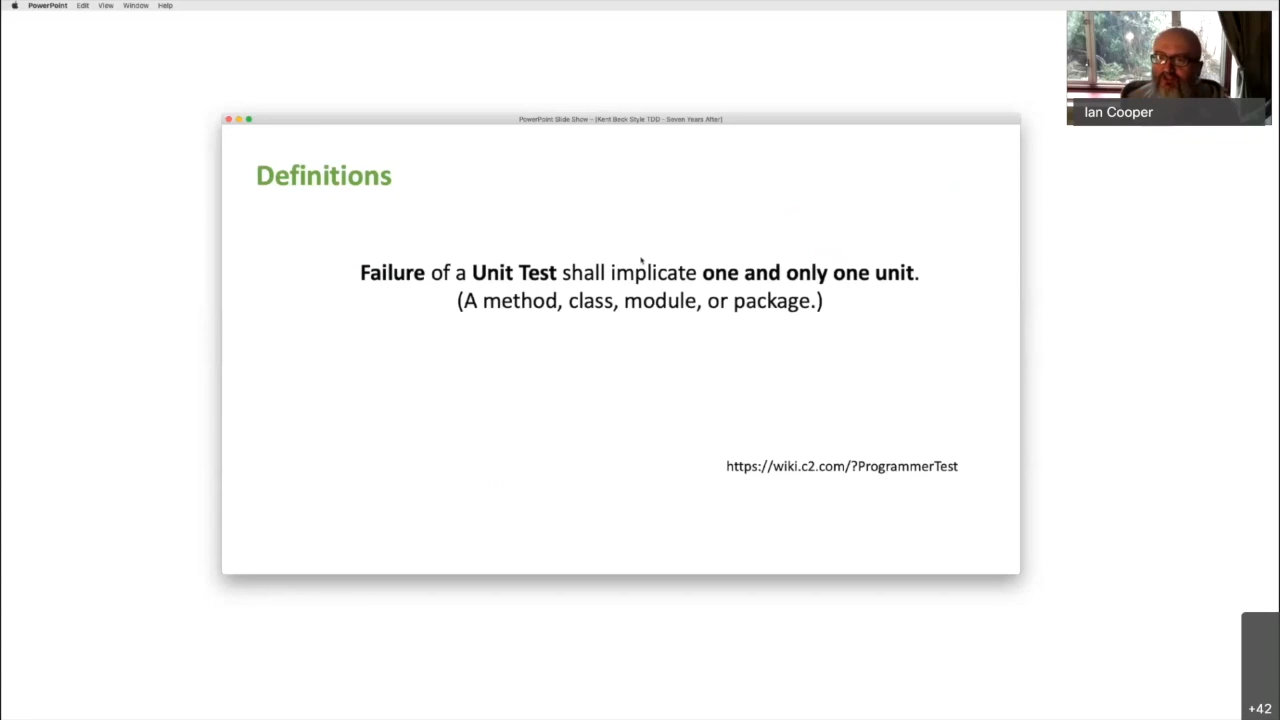 PowerPoint Edit View Window Help
Ian Cooper
PowerPoint Slide Show - [Kent Beck Style TDD - Seven Years After]
Definitions
Failure of a Unit Test shall implicate one and only one unit.
(A method, class, module, or package.)
https://wiki.c2.com/?ProgrammerTest
+42